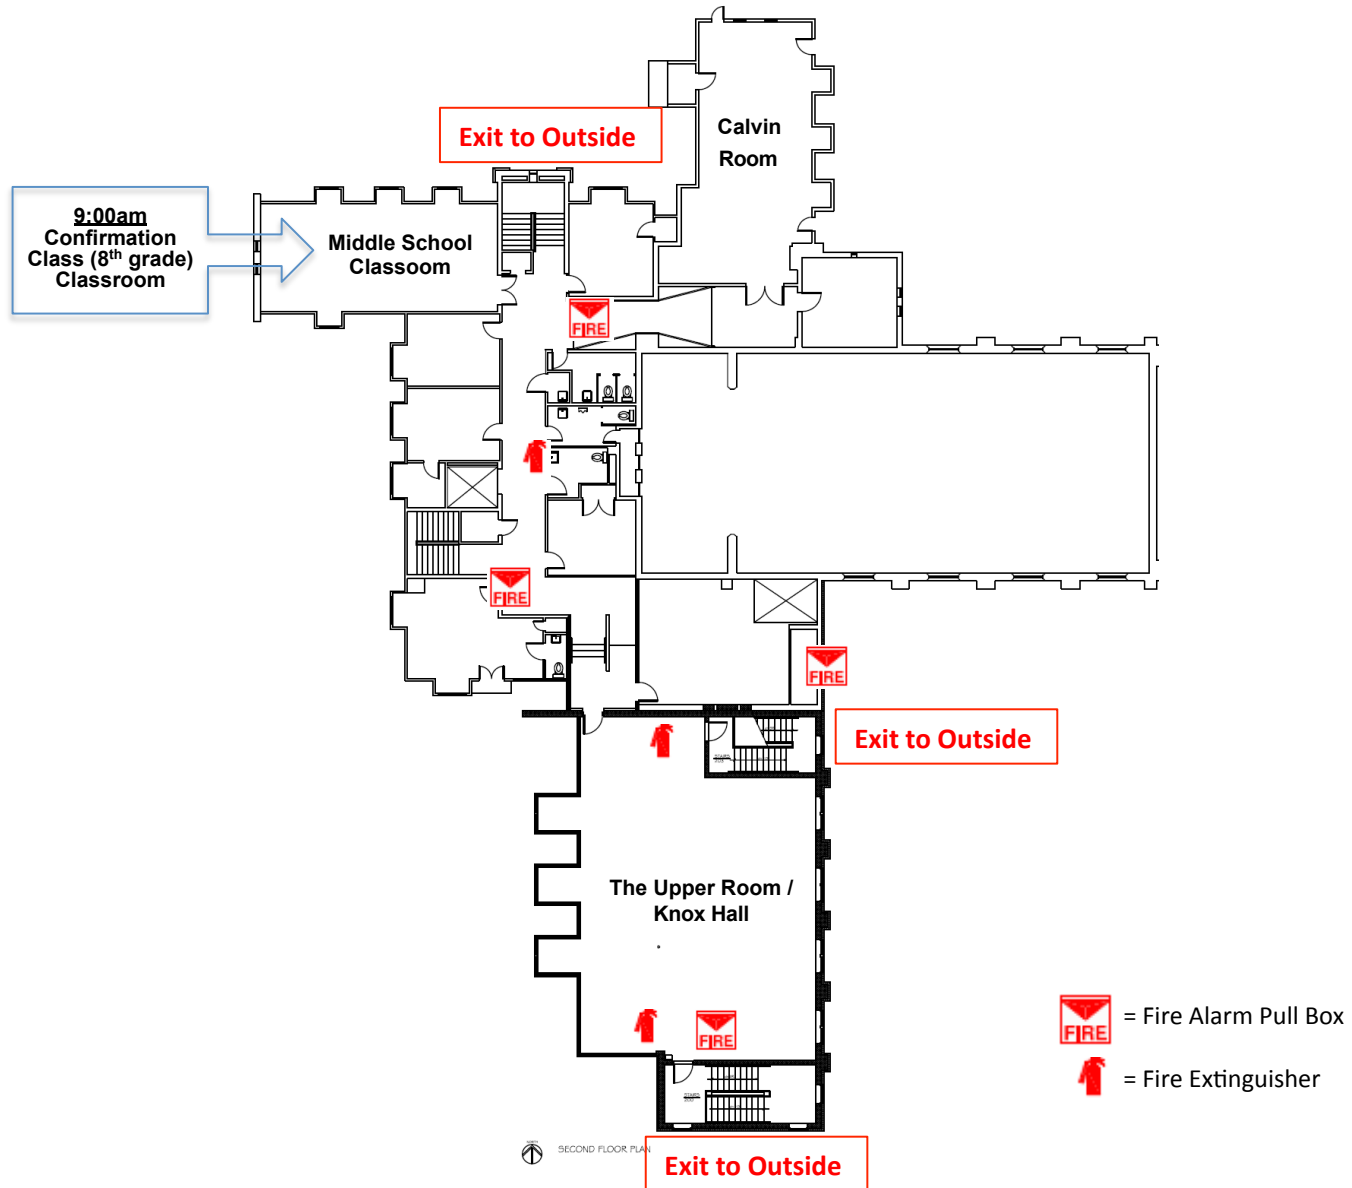 Exit to Outside
Calvin
Room
9:00am
Confirmation
Class (8th grade)
Classroom
Middle School
Classoom
FIRE
FIRE
FIRE
Exit to Outside
The Upper Room /
Knox Hall
FIRE
FIRE
= Fire Alarm Pull Box
= Fire Extinguisher
SECOND FLOOR PLAN
Exit to Outside